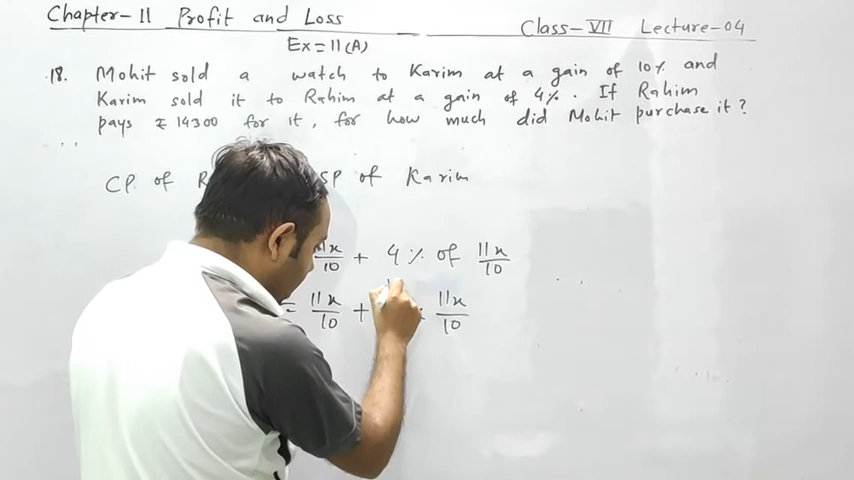 Chapter-11 Profit and Loss
Class-VII Lecture-04
Ex=11(A)
18. Mohit sold a watch to Karim at a gain of 10% and
Karim sold it to Rahim at a gain of 4%. If Rahim
pays ₹ 14300 for it, for how much did Mohit purchase it?
CP of SP of Karim
11x/10 + 4% of 11x/10
= 11x/10 + 11x/10